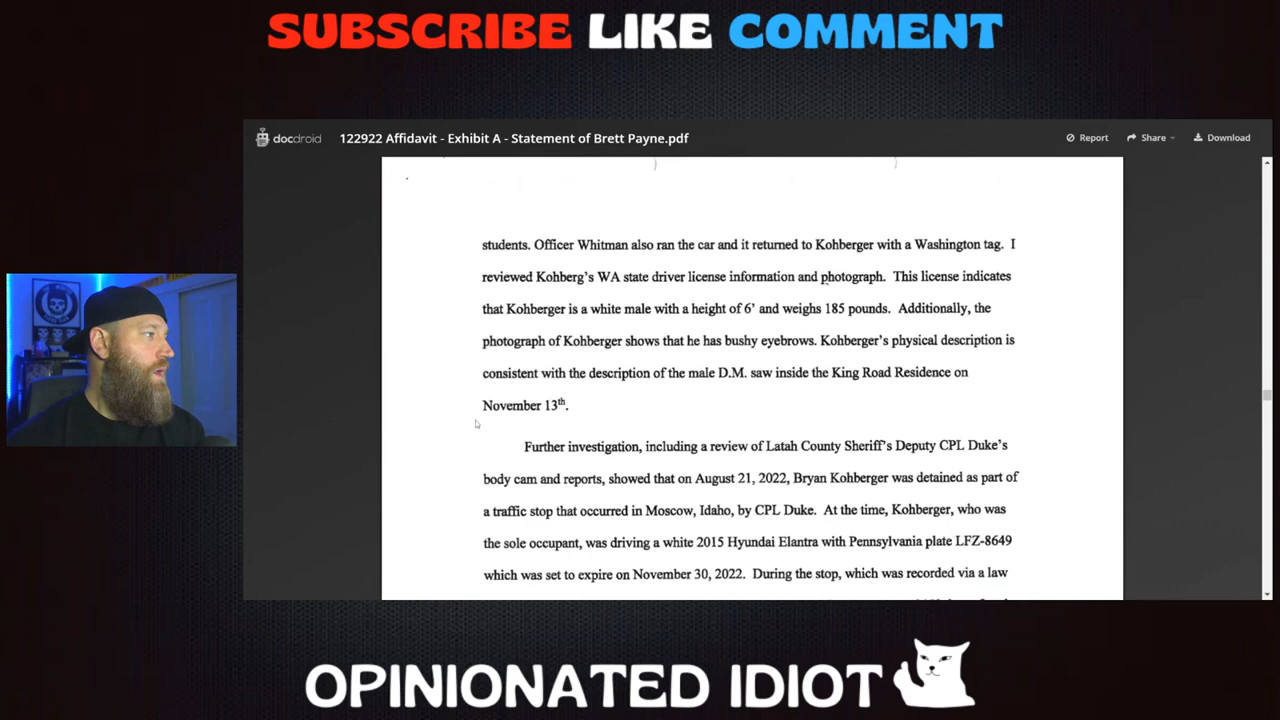 SUBSCRIBE LIKE COMMENT
docdroid
122922 Affidavit - Exhibit A - Statement of Brett Payne.pdf
Report
Share
Download
students. Officer Whitman also ran the car and it returned to Kohberger with a Washington tag. I
reviewed Kohberg's WA state driver license information and photograph. This license indicates
that Kohberger is a white male with a height of 6' and weighs 185 pounds. Additionally, the
photograph of Kohberger shows that he has bushy eyebrows. Kohberger's physical description is
consistent with the description of the male D.M. saw inside the King Road Residence on
November 13th.
Further investigation, including a review of Latah County Sheriff's Deputy CPL Duke's
body cam and reports, showed that on August 21, 2022, Bryan Kohberger was detained as part of
a traffic stop that occurred in Moscow, Idaho, by CPL Duke. At the time, Kohberger, who was
the sole occupant, was driving a white 2015 Hyundai Elantra with Pennsylvania plate LFZ-8649
which was set to expire on November 30, 2022. During the stop, which was recorded via a law
OPINIONATED IDIOT